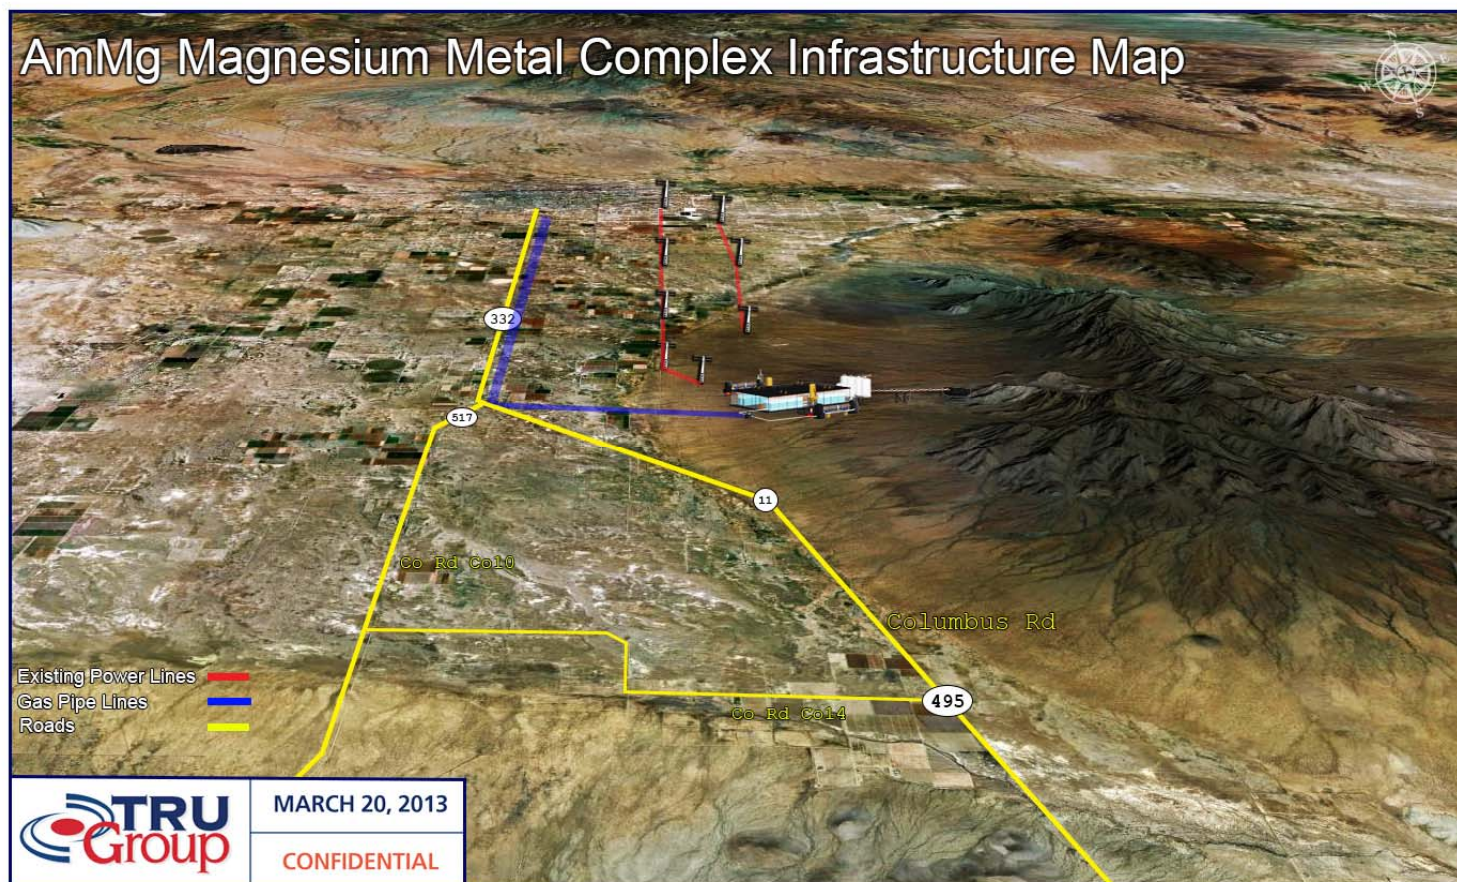 AmMg Magnesium Metal Complex Infrastructure Map
332
517
11
Co Rd Co10
Columbus Rd
495
Co Rd Co14
Existing Power Lines
Gas Pipe Lines
Roads
TRU
Group
MARCH 20, 2013
CONFIDENTIAL